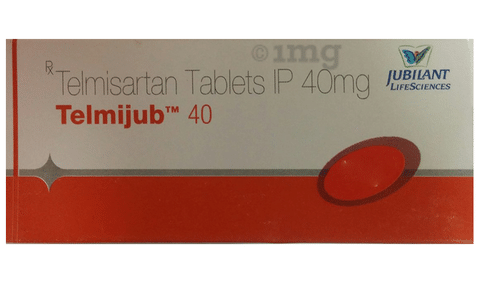 ©1mg
℞ Telmisartan Tablets IP 40mg
JUBILANT
LIFESCIENCES
Telmijub™ 40